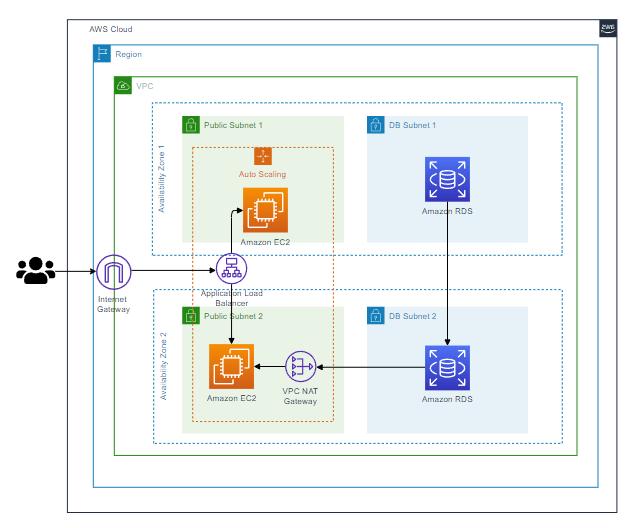 AWS Cloud
aws
Region
VPC
Public Subnet 1
DB Subnet 1
Availability Zone 1
Auto Scaling
Amazon EC2
Amazon RDS
Internet
Gateway
Application Load
Balancer
Public Subnet 2
DB Subnet 2
Availability Zone 2
Amazon EC2
VPC NAT
Gateway
Amazon RDS